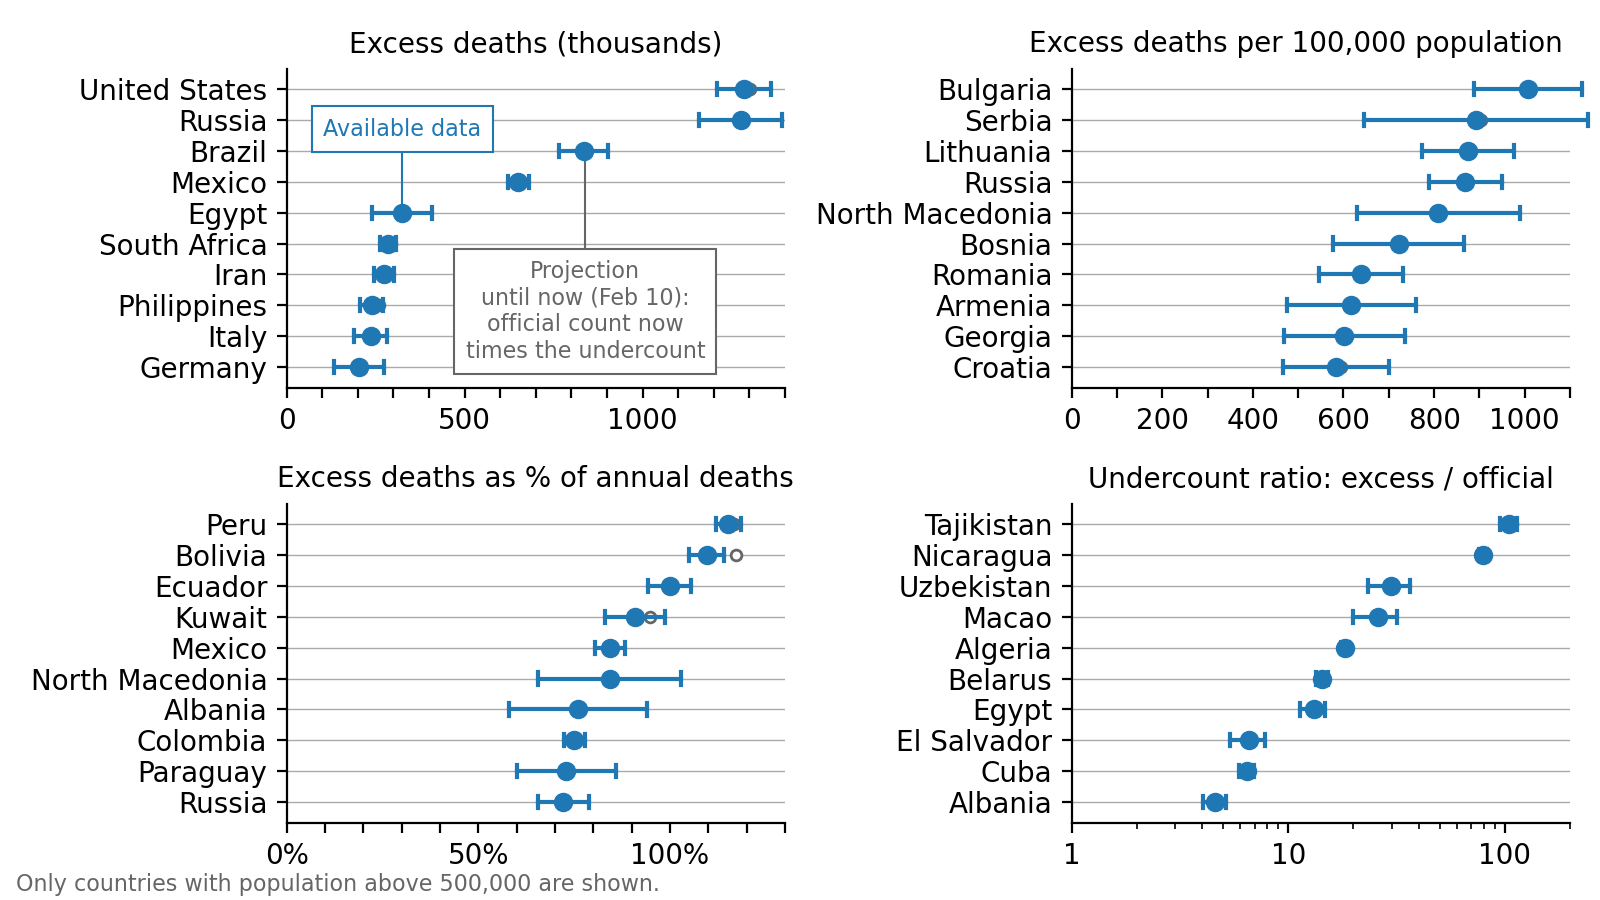 Excess deaths (thousands)
United States
Russia
Brazil
Mexico
Egypt
South Africa
Iran
Philippines
Italy
Germany
Available data
Projection
until now (Feb 10):
official count now
times the undercount
0 500 1000
Excess deaths per 100,000 population
Bulgaria
Serbia
Lithuania
Russia
North Macedonia
Bosnia
Romania
Armenia
Georgia
Croatia
0 200 400 600 800 1000
Excess deaths as % of annual deaths
Peru
Bolivia
Ecuador
Kuwait
Mexico
North Macedonia
Albania
Colombia
Paraguay
Russia
0% 50% 100%
Undercount ratio: excess / official
Tajikistan
Nicaragua
Uzbekistan
Macao
Algeria
Belarus
Egypt
El Salvador
Cuba
Albania
1 10 100
Only countries with population above 500,000 are shown.